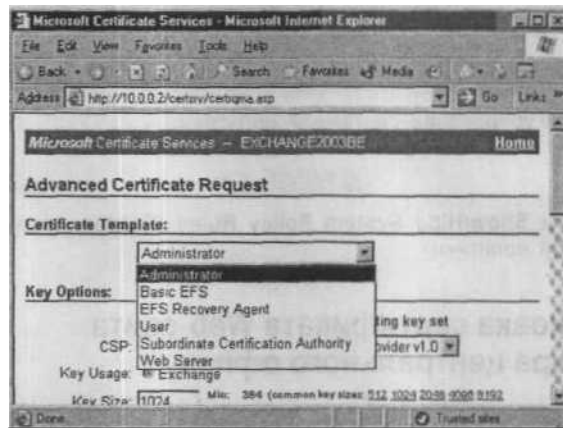 Microsoft Certificate Services - Microsoft Internet Explorer
File Edit View Favorites Tools Help
Back Search Favorites Media
Address http://10.0.0.2/certsrv/certrqma.asp Go Links
Microsoft Certificate Services -- EXCHANGE2003BE Home
Advanced Certificate Request
Certificate Template:
Administrator
Administrator
Basic EFS
EFS Recovery Agent
User
Subordinate Certification Authority
Web Server
Key Options:
ting key set
CSP: ovider v1.0
Key Usage: Exchange
Key Size: 1024 Min: 384 (common key sizes: 512 1024 2048 4096 8192
Done Trusted sites